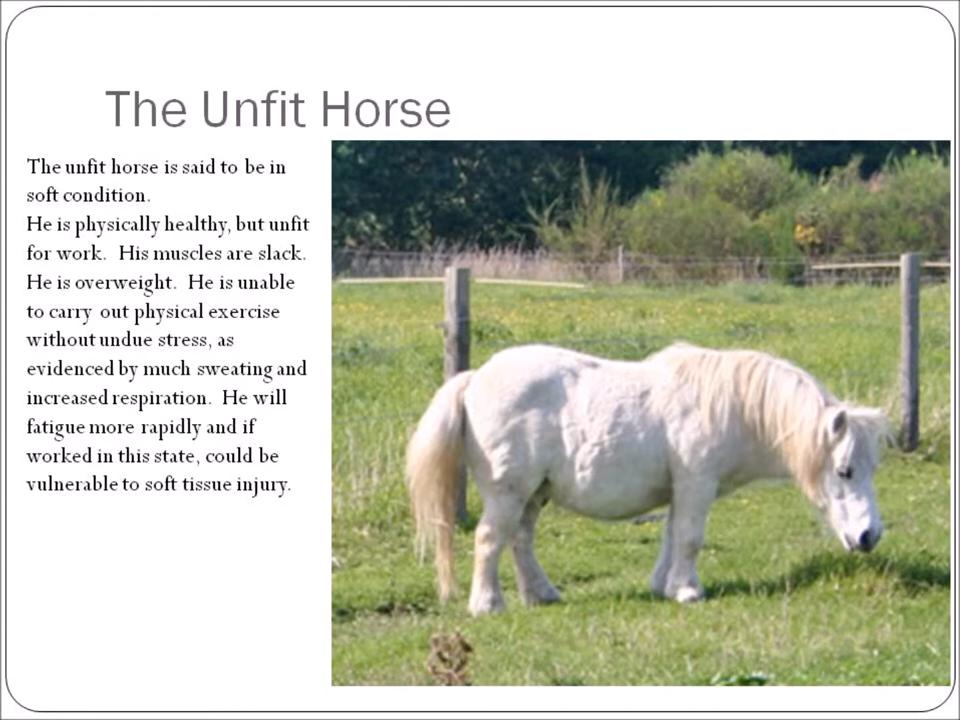 The Unfit Horse
The unfit horse is said to be in
soft condition.
He is physically healthy, but unfit
for work.  His muscles are slack.
He is overweight.  He is unable
to carry out physical exercise
without undue stress, as
evidenced by much sweating and
increased respiration.  He will
fatigue more rapidly and if
worked in this state, could be
vulnerable to soft tissue injury.